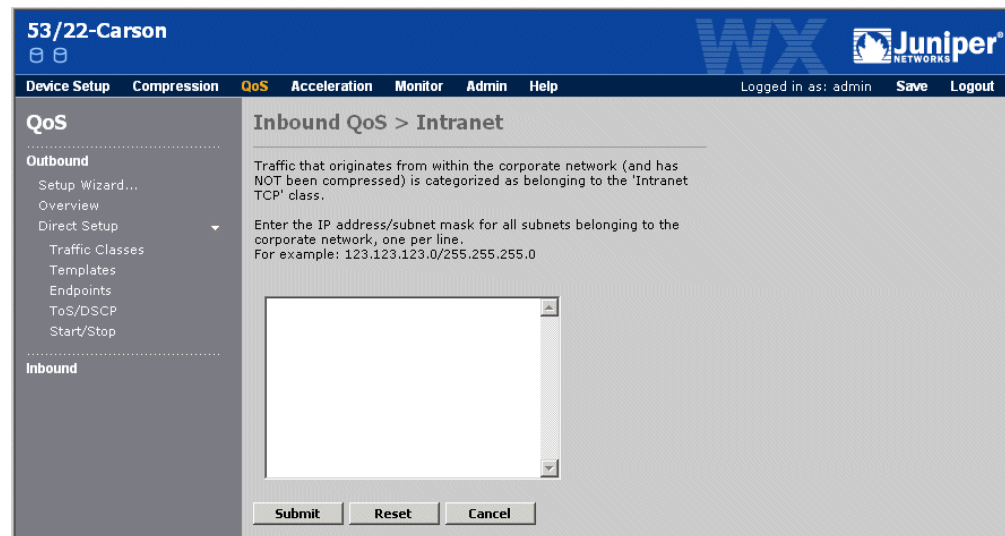 53/22-Carson
WX
Juniper®
NETWORKS
Device Setup Compression QoS Acceleration Monitor Admin Help Logged in as: admin Save Logout
QoS
Outbound
Setup Wizard...
Overview
Direct Setup
Traffic Classes
Templates
Endpoints
ToS/DSCP
Start/Stop
Inbound
Inbound QoS > Intranet
Traffic that originates from within the corporate network (and has
NOT been compressed) is categorized as belonging to the 'Intranet
TCP' class.
Enter the IP address/subnet mask for all subnets belonging to the
corporate network, one per line.
For example: 123.123.123.0/255.255.255.0
Submit Reset Cancel